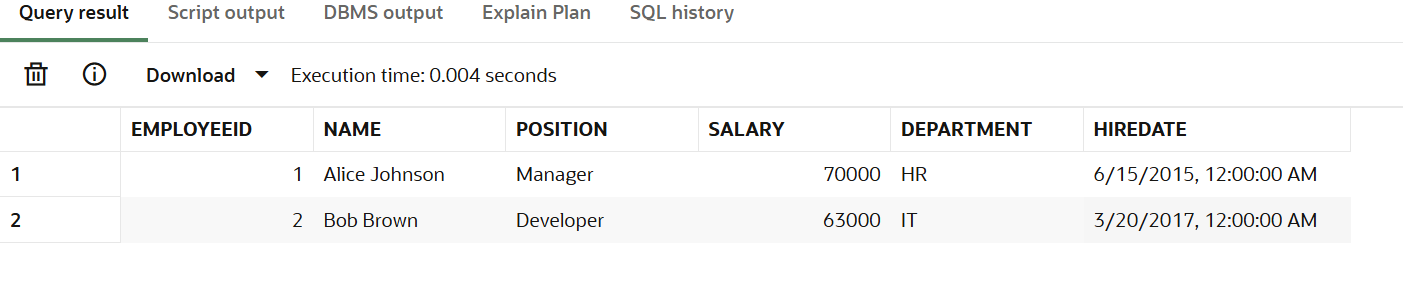 Query result Script output DBMS output Explain Plan SQL history
Download Execution time: 0.004 seconds
EMPLOYEEID NAME POSITION SALARY DEPARTMENT HIREDATE
1 1 Alice Johnson Manager 70000 HR 6/15/2015, 12:00:00 AM
2 2 Bob Brown Developer 63000 IT 3/20/2017, 12:00:00 AM